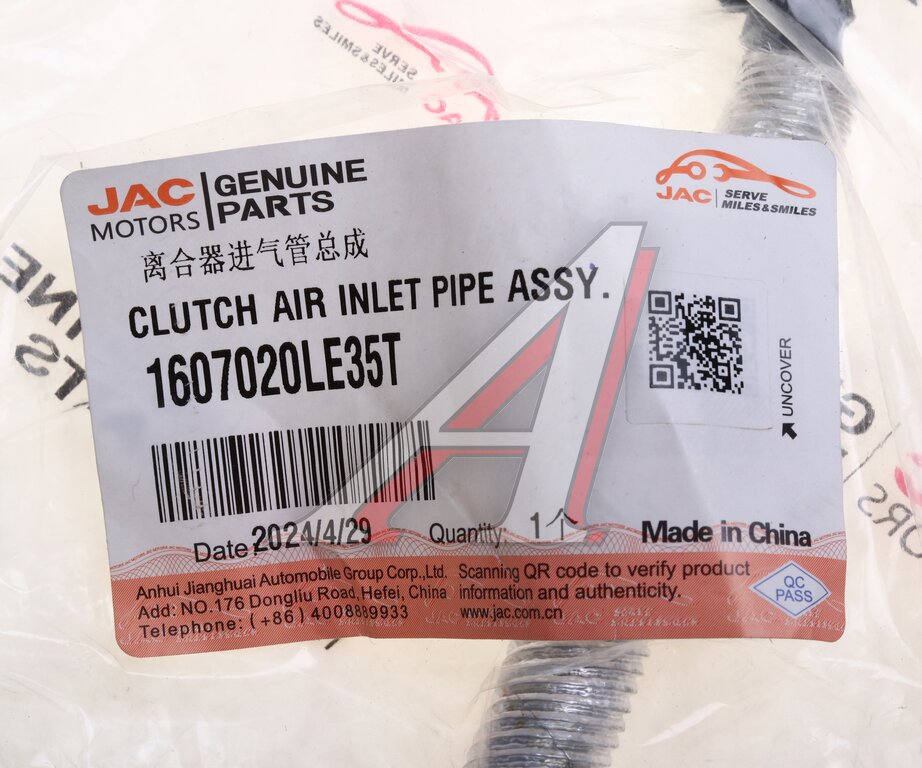 SERVE
MILES&SMILES
JAC
MOTORS
GENUINE
PARTS
JAC
SERVE
MILES&SMILES
离合器进气管总成
CLUTCH AIR INLET PIPE ASSY.
1607020LE35T
UNCOVER
Date 2024/4/29
Quantity: 1个
Made in China
Anhui Jianghuai Automobile Group Corp.,Ltd.
Add: NO.176 Dongliu Road, Hefei, China
Telephone: (+86) 4008889933
Scanning QR code to verify product
information and authenticity.
www.jac.com.cn
QC
PASS